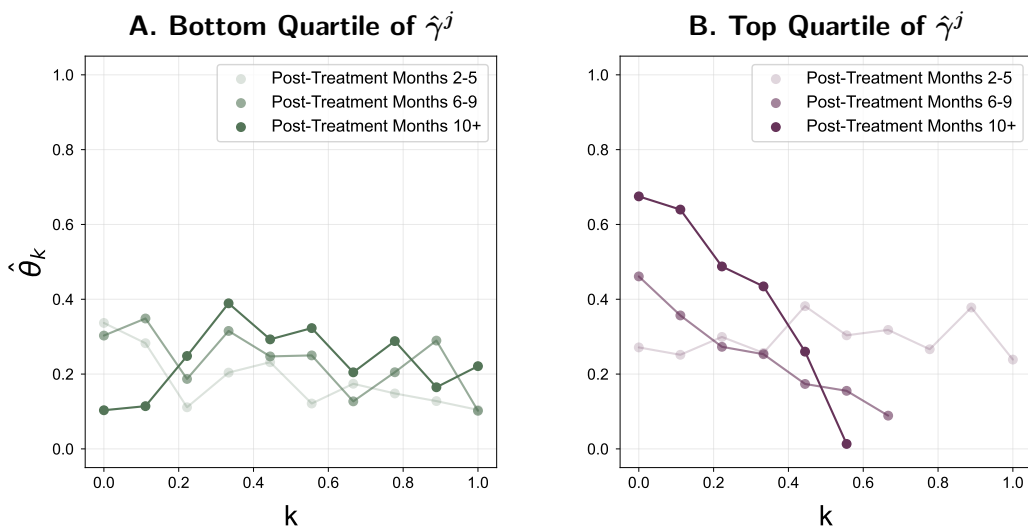 A. Bottom Quartile of γ̂ʲ
Post-Treatment Months 2-5
Post-Treatment Months 6-9
Post-Treatment Months 10+
1.0
0.8
0.6
0.4
0.2
0.0
θ̂ₖ
0.0 0.2 0.4 0.6 0.8 1.0
k
B. Top Quartile of γ̂ʲ
Post-Treatment Months 2-5
Post-Treatment Months 6-9
Post-Treatment Months 10+
1.0
0.8
0.6
0.4
0.2
0.0
0.0 0.2 0.4 0.6 0.8 1.0
k